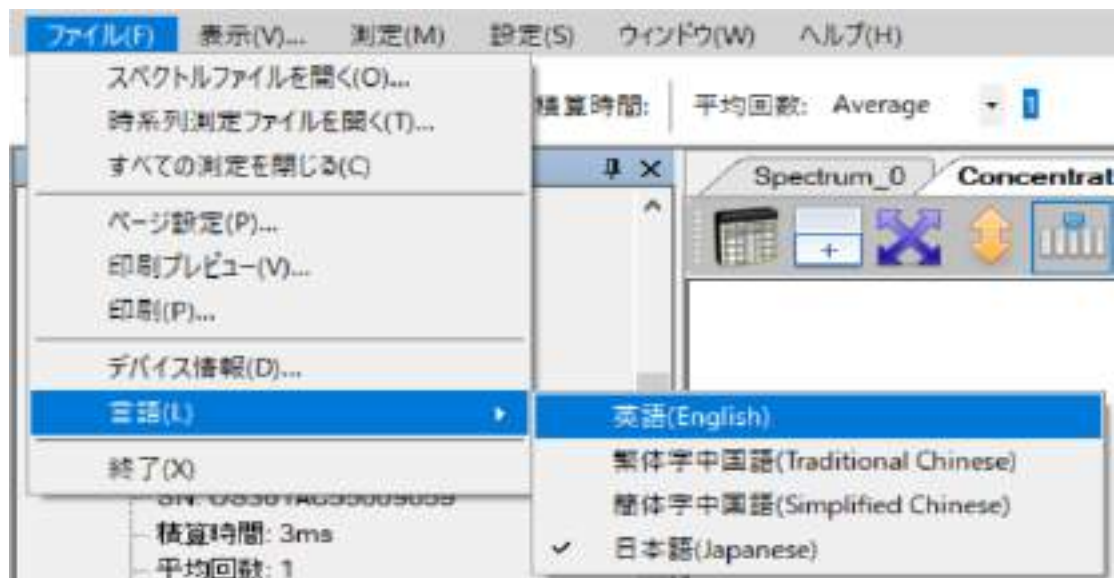 ファイル(F) 表示(V)... 測定(M) 設定(S) ウィンドウ(W) ヘルプ(H)
スペクトルファイルを開く(O)...
時系列測定ファイルを開く(T)...
積算時間: 平均回数: Average 1
すべての測定を閉じる(C)
Spectrum_0 Concentrat
ページ設定(P)...
印刷プレビュー(V)...
印刷(P)...
デバイス情報(D)...
言語(L)
英語(English)
繁体字中国語(Traditional Chinese)
簡体字中国語(Simplified Chinese)
日本語(Japanese)
終了(X)
積算時間: 3ms
平均回数: 1